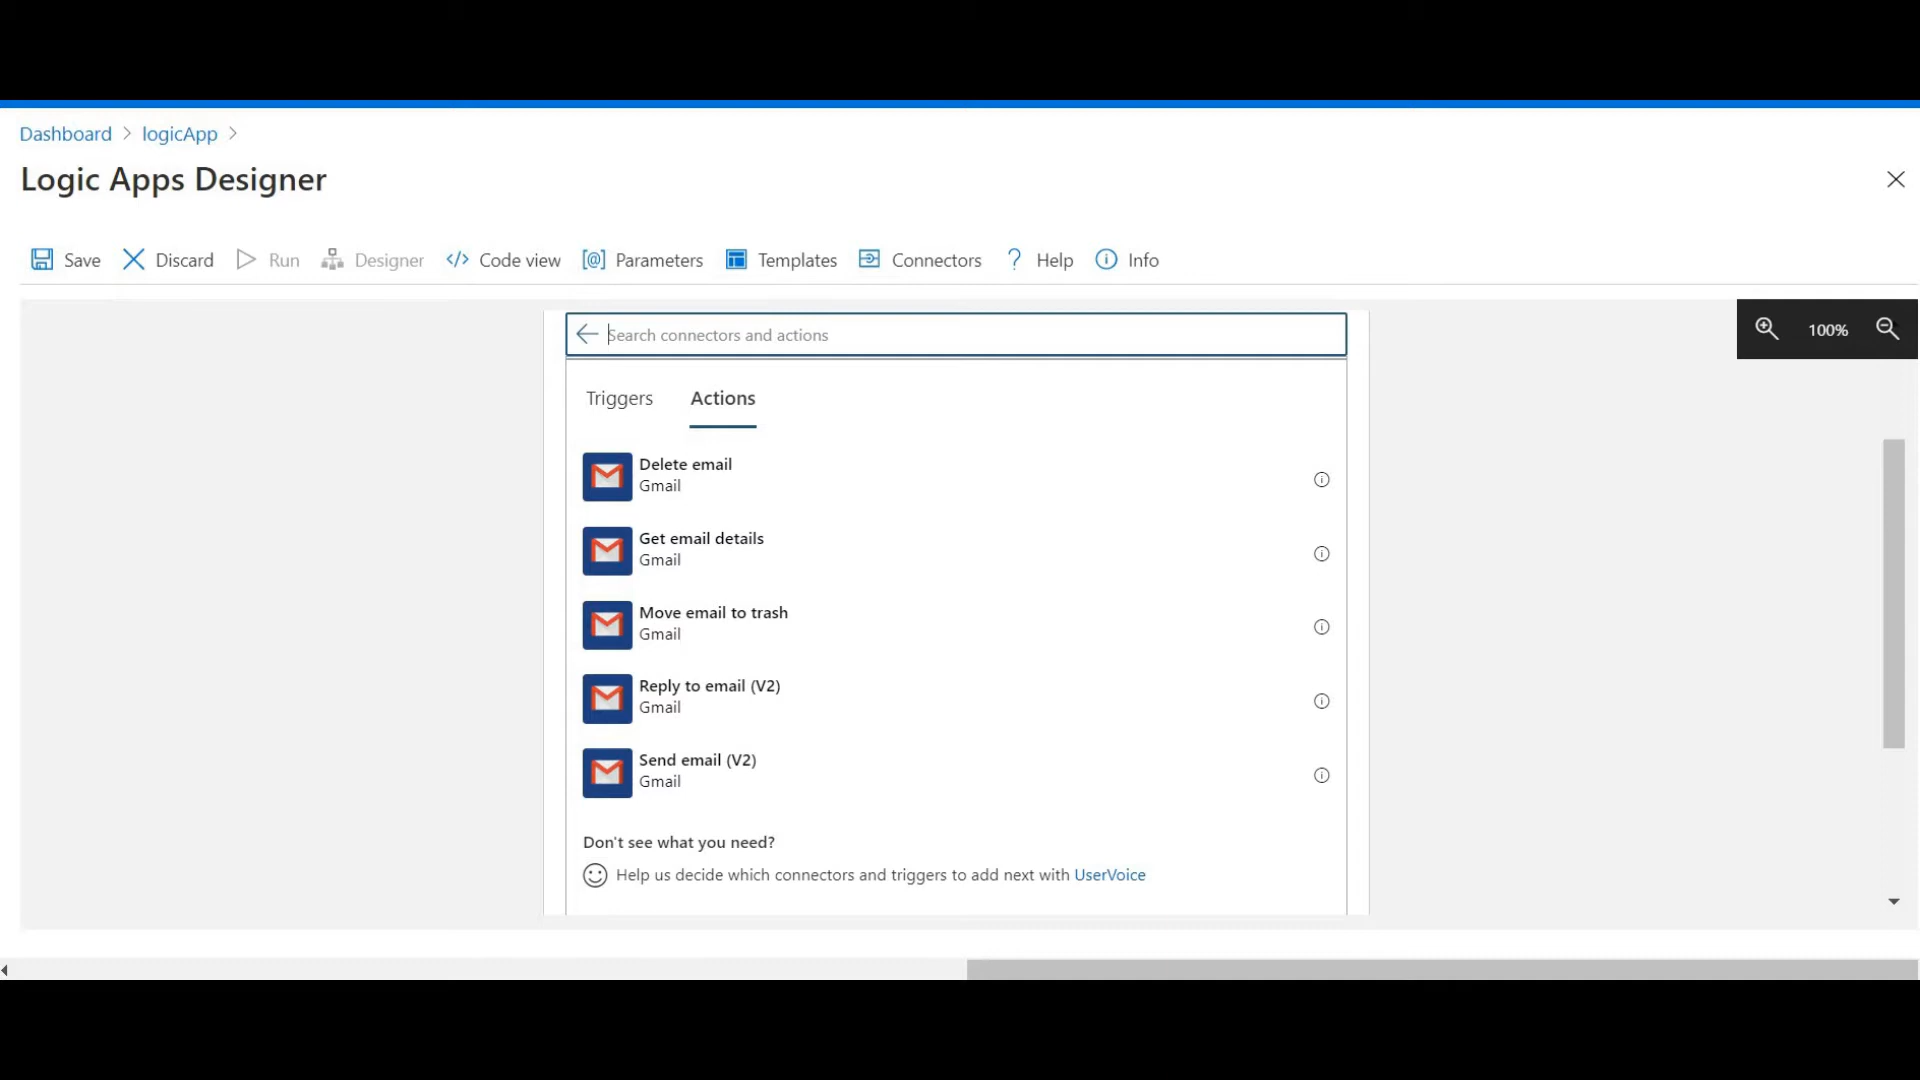 Dashboard > logicApp >
Logic Apps Designer
Save Discard Run Designer </> Code view [@] Parameters Templates Connectors ? Help Info
Search connectors and actions
100%
Triggers Actions
Delete email
Gmail
Get email details
Gmail
Move email to trash
Gmail
Reply to email (V2)
Gmail
Send email (V2)
Gmail
Don't see what you need?
Help us decide which connectors and triggers to add next with UserVoice